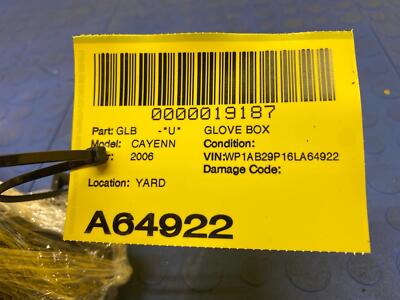 0000019187
Part: GLB -*U* GLOVE BOX
Model: CAYENN Condition:
2006 VIN:WP1AB29P16LA64922
Damage Code:
Location: YARD
A64922